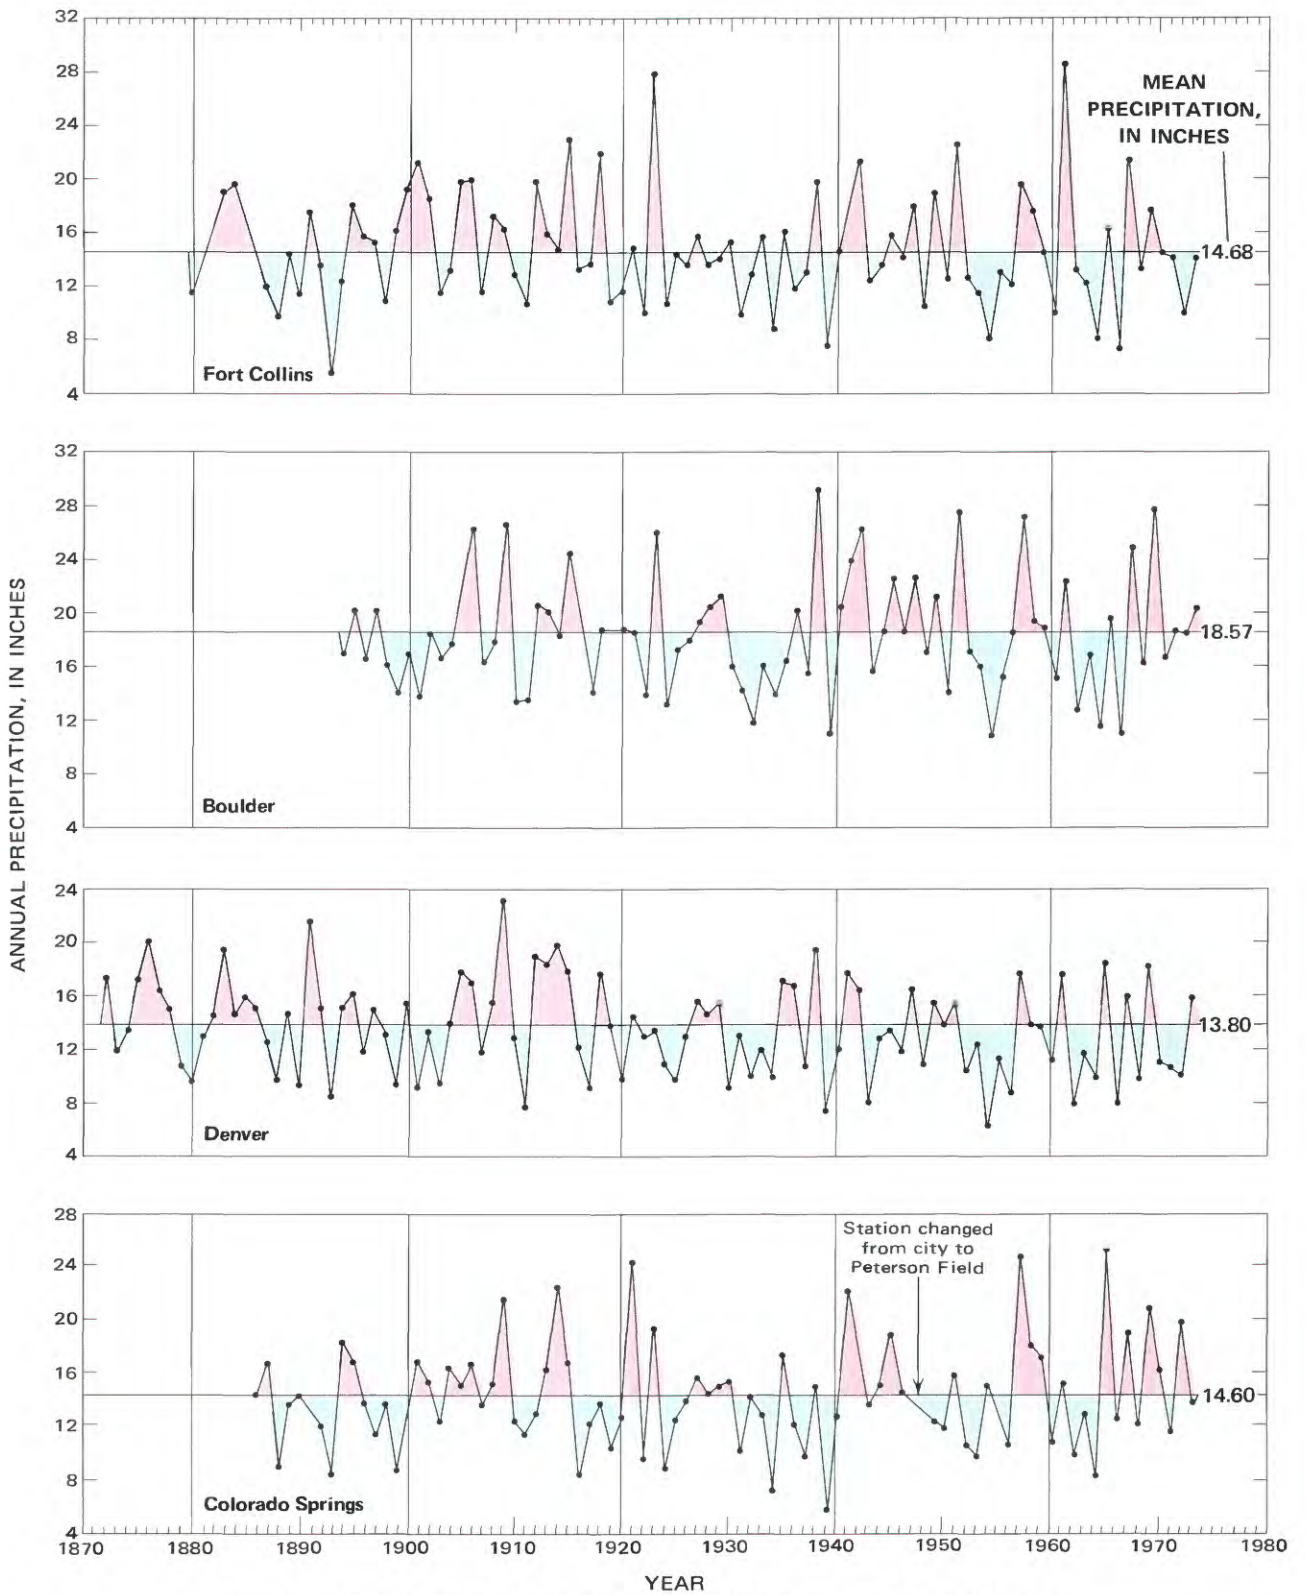 32
28
24
20
16
12
8
4
MEAN
PRECIPITATION,
IN INCHES
14.68
Fort Collins
32
28
24
20
16
12
8
4
18.57
Boulder
ANNUAL PRECIPITATION, IN INCHES
24
20
16
12
8
4
13.80
Denver
28
24
20
16
12
8
4
Station changed
from city to
Peterson Field
14.60
Colorado Springs
1870 1880 1890 1900 1910 1920 1930 1940 1950 1960 1970 1980
YEAR